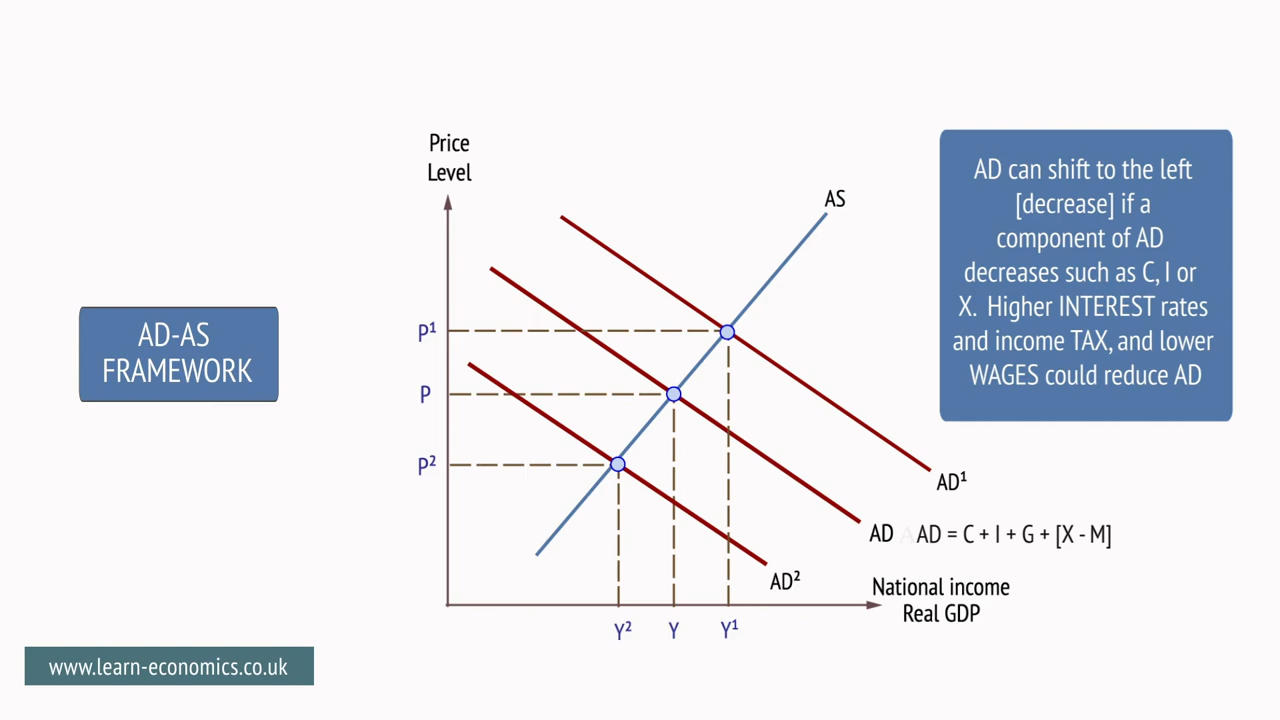 Price
Level
AS
AD can shift to the left
[decrease] if a
component of AD
decreases such as C, I or
X. Higher INTEREST rates
and income TAX, and lower
WAGES could reduce AD
AD-AS
FRAMEWORK
P¹
P
P²
AD¹
AD
AD = C + I + G + [X - M]
AD²
National income
Real GDP
Y²
Y
Y¹
www.learn-economics.co.uk